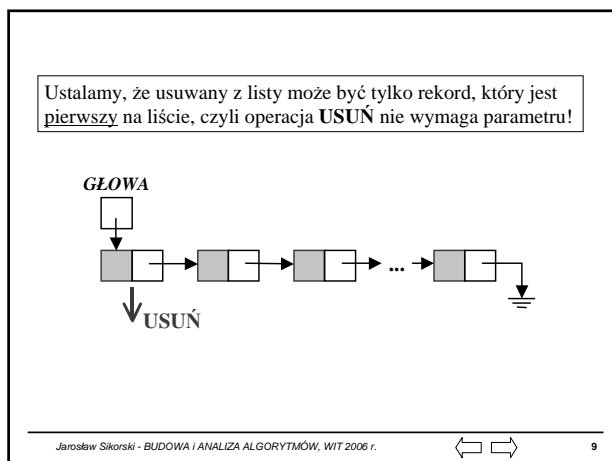 Ustalamy, że usuwany z listy może być tylko rekord, który jest
pierwszy na liście, czyli operacja USUŃ nie wymaga parametru!
GŁOWA
...
USUŃ
Jarosław Sikorski - BUDOWA i ANALIZA ALGORYTMÓW, WIT 2006 r.
9